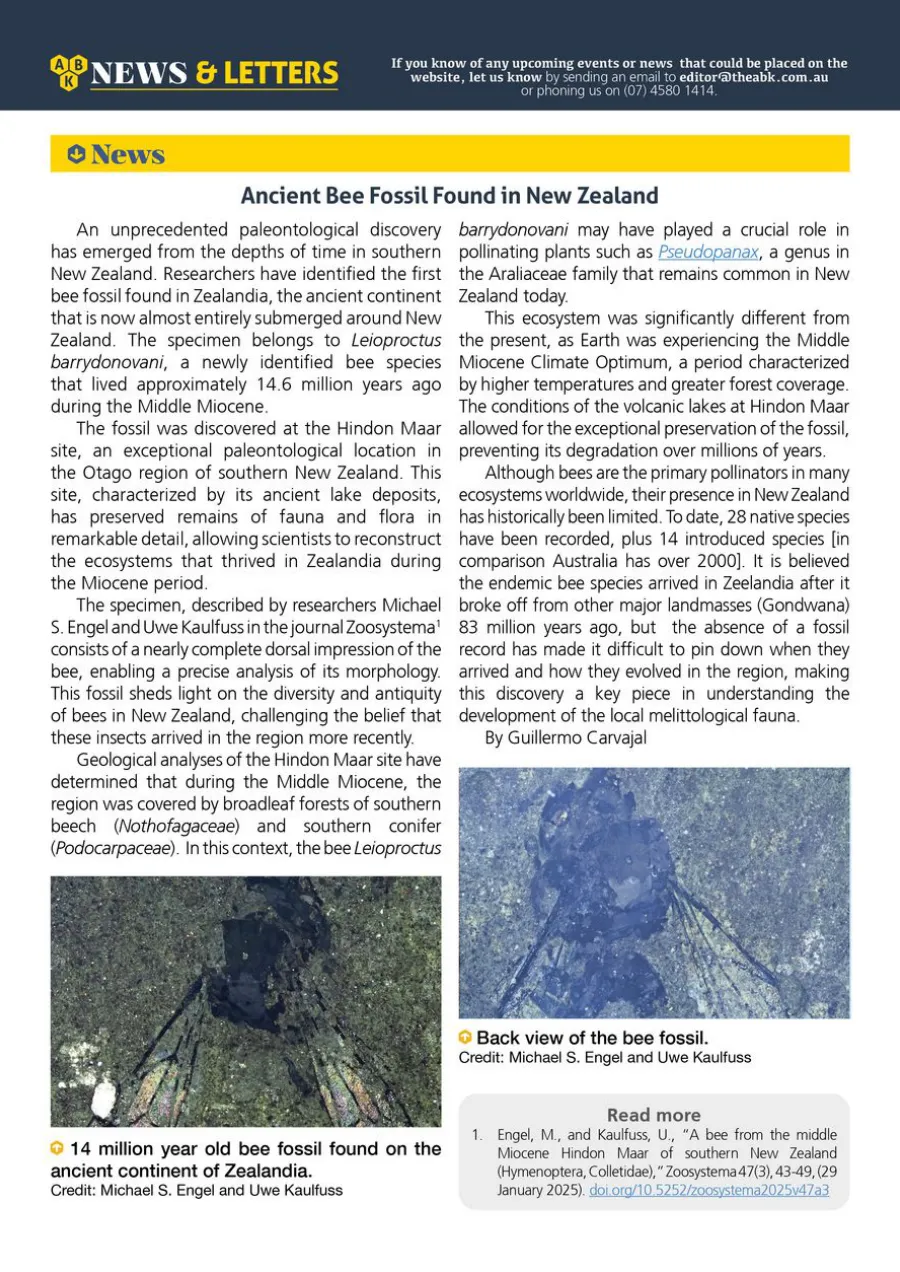 A B K NEWS & LETTERS
If you know of any upcoming events or news that could be placed on the
website, let us know by sending an email to editor@theabk.com.au
or phoning us on (07) 4580 1414.
News
Ancient Bee Fossil Found in New Zealand
An unprecedented paleontological discovery
has emerged from the depths of time in southern
New Zealand. Researchers have identified the first
bee fossil found in Zealandia, the ancient continent
that is now almost entirely submerged around New
Zealand. The specimen belongs to Leioproctus
barrydonovani, a newly identified bee species
that lived approximately 14.6 million years ago
during the Middle Miocene.
The fossil was discovered at the Hindon Maar
site, an exceptional paleontological location in
the Otago region of southern New Zealand. This
site, characterized by its ancient lake deposits,
has preserved remains of fauna and flora in
remarkable detail, allowing scientists to reconstruct
the ecosystems that thrived in Zealandia during
the Miocene period.
The specimen, described by researchers Michael
S. Engel and Uwe Kaulfuss in the journal Zoosystema1
consists of a nearly complete dorsal impression of the
bee, enabling a precise analysis of its morphology.
This fossil sheds light on the diversity and antiquity
of bees in New Zealand, challenging the belief that
these insects arrived in the region more recently.
Geological analyses of the Hindon Maar site have
determined that during the Middle Miocene, the
region was covered by broadleaf forests of southern
beech (Nothofagaceae) and southern conifer
(Podocarpaceae). In this context, the bee Leioproctus
barrydonovani may have played a crucial role in
pollinating plants such as Pseudopanax, a genus in
the Araliaceae family that remains common in New
Zealand today.
This ecosystem was significantly different from
the present, as Earth was experiencing the Middle
Miocene Climate Optimum, a period characterized
by higher temperatures and greater forest coverage.
The conditions of the volcanic lakes at Hindon Maar
allowed for the exceptional preservation of the fossil,
preventing its degradation over millions of years.
Although bees are the primary pollinators in many
ecosystems worldwide, their presence in New Zealand
has historically been limited. To date, 28 native species
have been recorded, plus 14 introduced species [in
comparison Australia has over 2000]. It is believed
the endemic bee species arrived in Zeelandia after it
broke off from other major landmasses (Gondwana)
83 million years ago, but the absence of a fossil
record has made it difficult to pin down when they
arrived and how they evolved in the region, making
this discovery a key piece in understanding the
development of the local melittological fauna.
By Guillermo Carvajal
14 million year old bee fossil found on the
ancient continent of Zealandia.
Credit: Michael S. Engel and Uwe Kaulfuss
Back view of the bee fossil.
Credit: Michael S. Engel and Uwe Kaulfuss
Read more
1. Engel, M., and Kaulfuss, U., “A bee from the middle
Miocene Hindon Maar of southern New Zealand
(Hymenoptera, Colletidae),” Zoosystema 47(3), 43-49, (29
January 2025). doi.org/10.5252/zoosystema2025v47a3